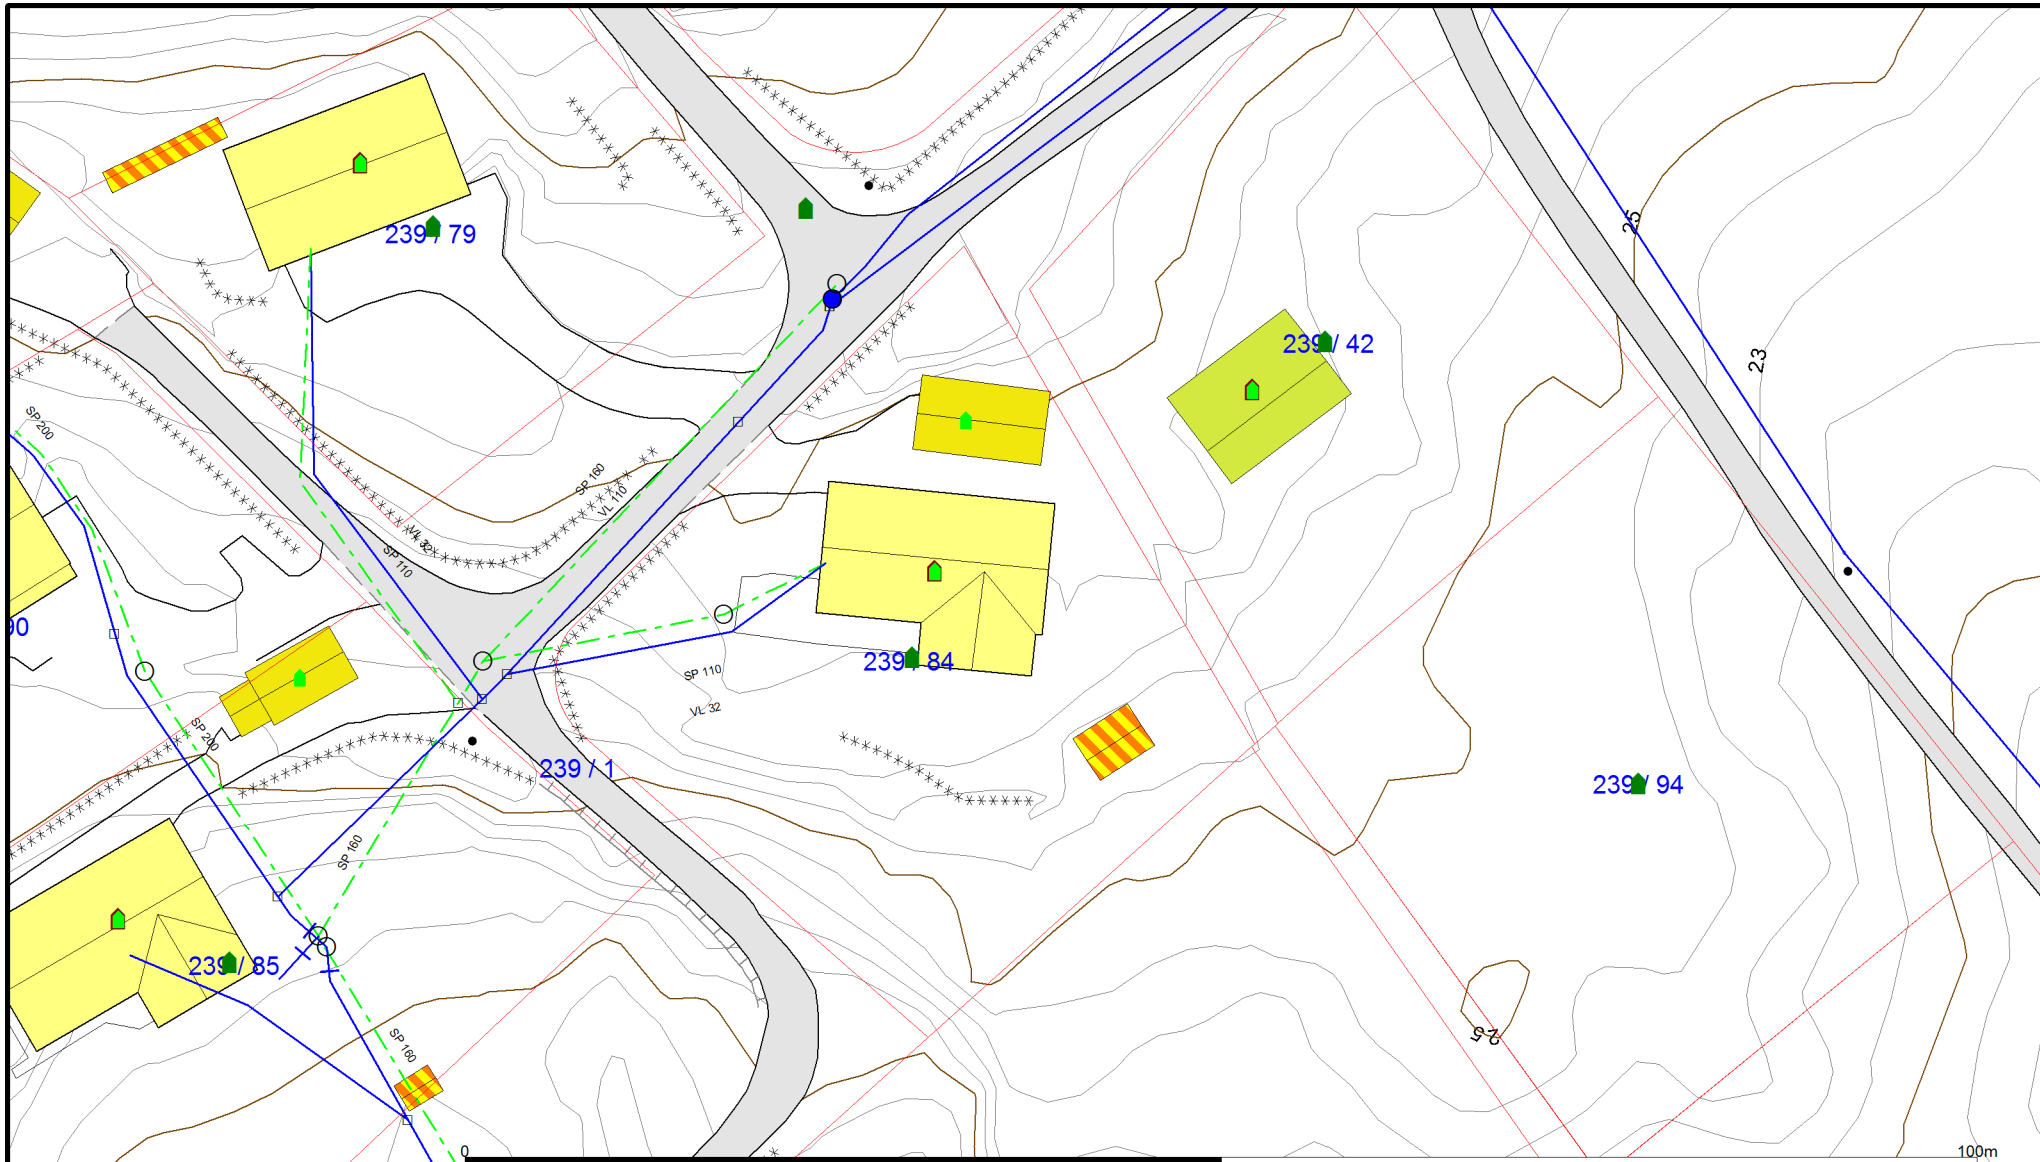 25
239 / 79
239 / 42
23
SP 200
SP 160
VL 110
VL 32
SP 110
90
239 / 84
SP 110
VL 32
SP 200
239 / 1
239 / 94
SP 160
239 / 85
25
SP 160
0
100m